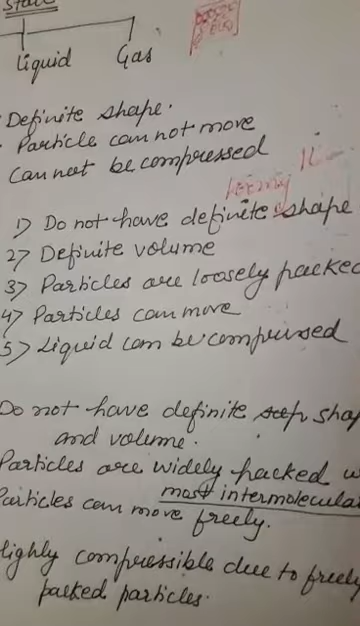 State
Liquid Gas
Definite shape.
Particle can not move
Can not be compressed
1) Do not have definite shape
2) Definite volume
3) Particles are loosely packed
4) Particles can move
5) Liquid can be compressed
Do not have definite shap
and volume.
Particles are widely packed w
most intermolecular
Particles can move freely.
Highly compressible due to freely
packed particles.